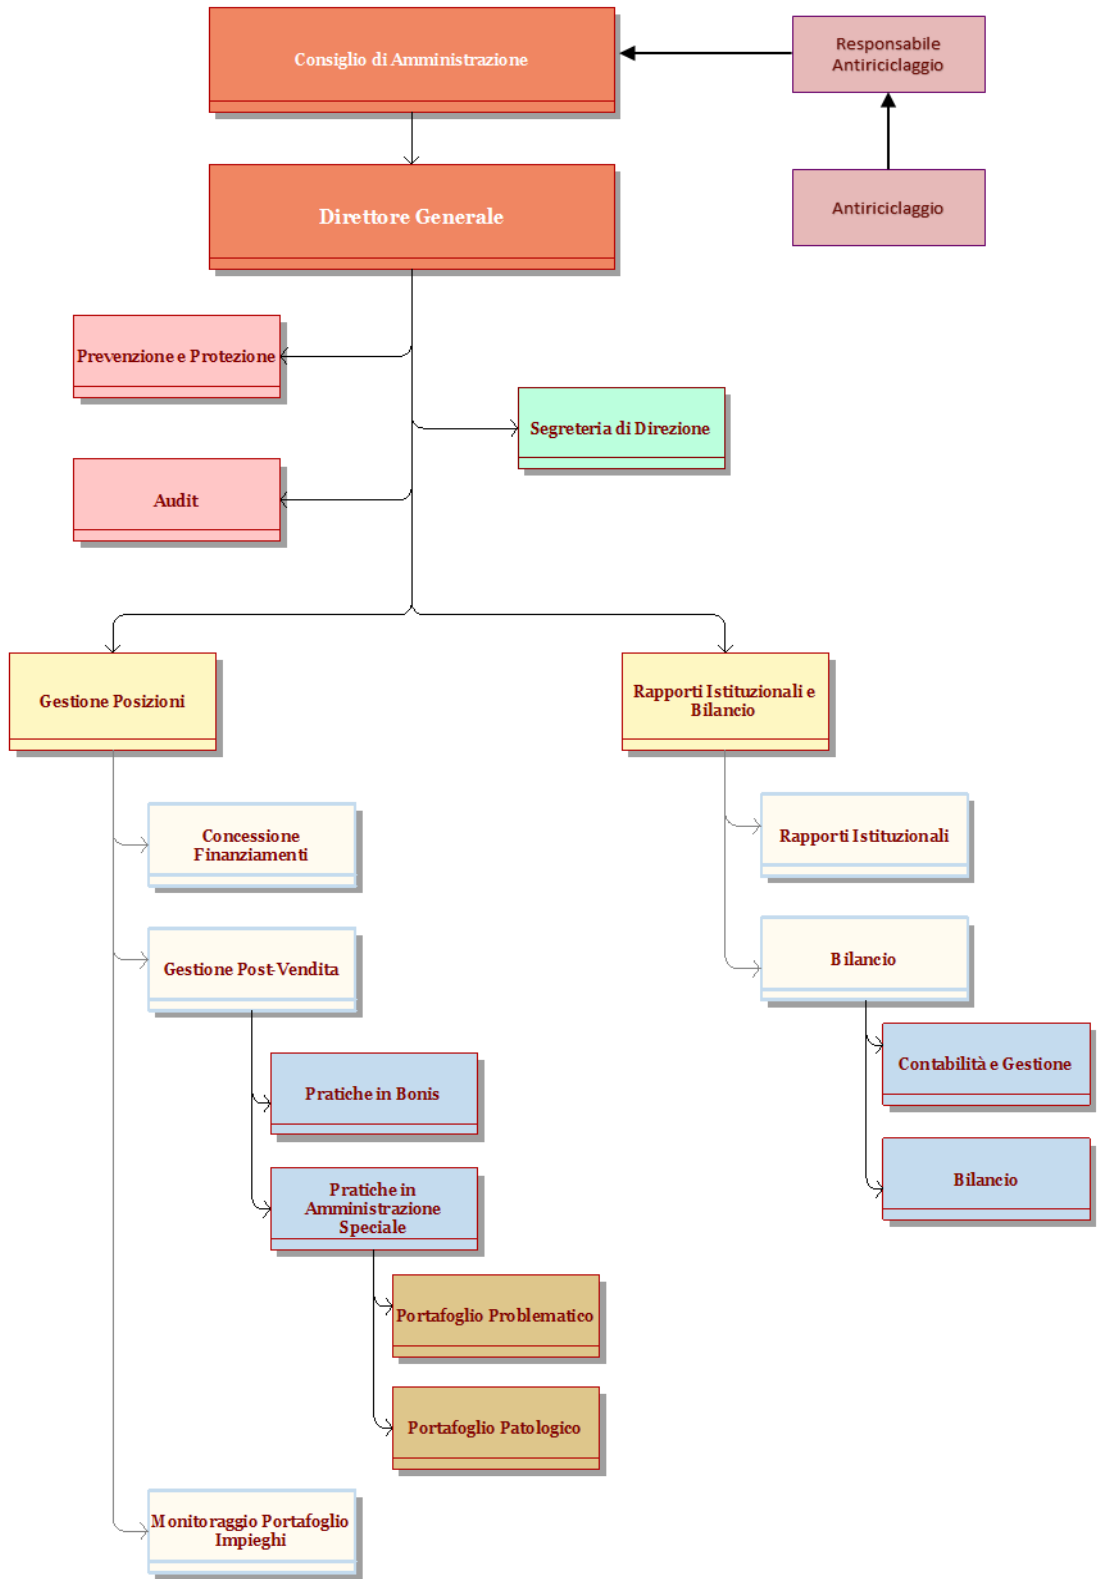 Consiglio di Amministrazione
Responsabile
Antiriciclaggio
Direttore Generale
Antiriciclaggio
Prevenzione e Protezione
Segreteria di Direzione
Audit
Gestione Posizioni
Rapporti Istituzionali e
Bilancio
Concessione
Finanziamenti
Rapporti Istituzionali
Gestione Post-Vendita
Bilancio
Contabilità e Gestione
Pratiche in Bonis
Bilancio
Pratiche in
Amministrazione
Speciale
Portafoglio Problematico
Portafoglio Patologico
Monitoraggio Portafoglio
Impieghi